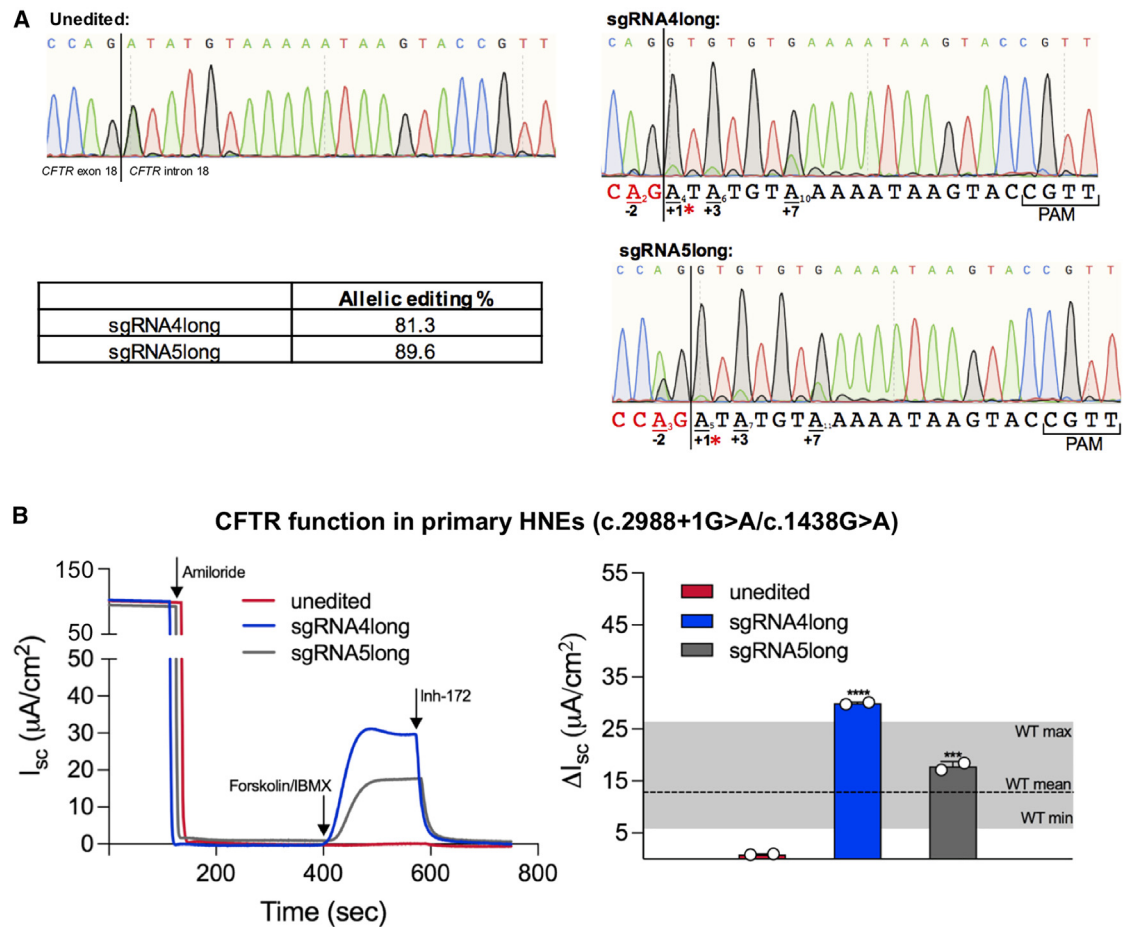 A
Unedited:
C C A G A T A T G T A A A A A T A A G T A C C G T T
CFTR exon 18
CFTR intron 18
Allelic editing %
sgRNA4long 81.3
sgRNA5long 89.6
sgRNA4long:
C A G G T G T G T G A A A A T A A G T A C C G T T
C A2 G A4 T A6 T G T A10 A A A A T A A G T A C C G T T
-2 +1 * +3 +7 PAM
sgRNA5long:
C C A G G T G T G T G A A A A T A A G T A C C G T T
C C A3 G A5 T A7 T G T A11 A A A A T A A G T A C C G T T
-2 +1 * +3 +7 PAM
B
CFTR function in primary HNEs (c.2988+1G>A/c.1438G>A)
Isc (µA/cm2)
150
50
50
40
30
20
10
0
200 400 600 800
Time (sec)
Amiloride
unedited
sgRNA4long
sgRNA5long
Forskolin/IBMX
Inh-172
ΔIsc (µA/cm2)
55
45
35
25
15
5
unedited
sgRNA4long
sgRNA5long
****
***
WT max
WT mean
WT min